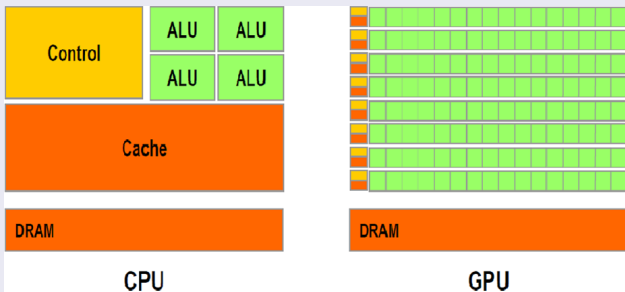 Control
ALU ALU
ALU ALU
Cache
DRAM
CPU
DRAM
GPU